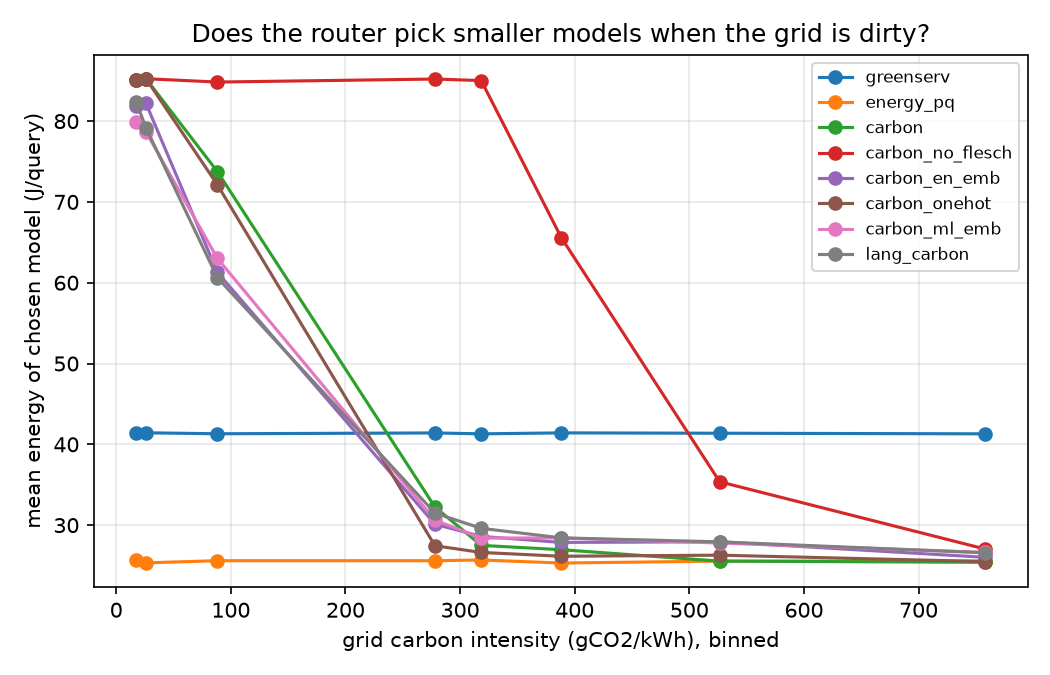 Does the router pick smaller models when the grid is dirty?
mean energy of chosen model (J/query)
80
70
60
50
40
30
greenserv
energy_pq
carbon
carbon_no_flesch
carbon_en_emb
carbon_onehot
carbon_ml_emb
lang_carbon
0 100 200 300 400 500 600 700
grid carbon intensity (gCO2/kWh), binned